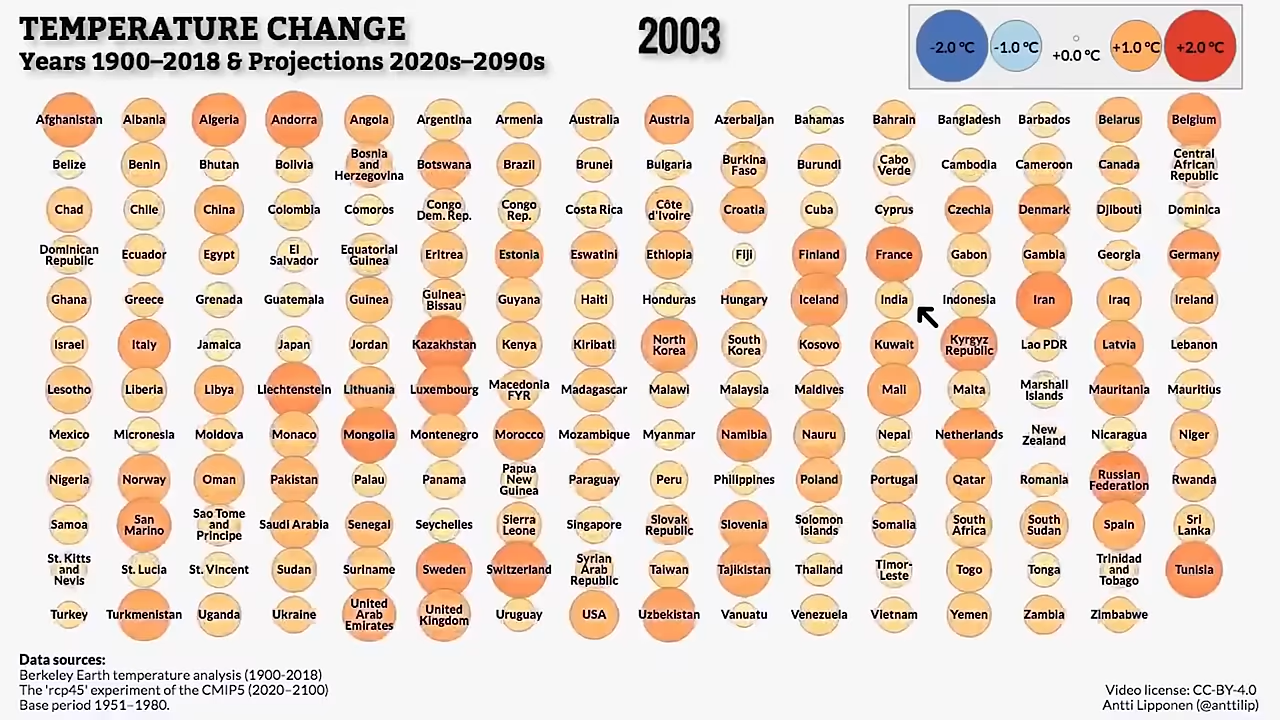 TEMPERATURE CHANGE
Years 1900–2018 & Projections 2020s–2090s
2003
-2.0 °C -1.0 °C +0.0 °C +1.0 °C +2.0 °C
Afghanistan Albania Algeria Andorra Angola Argentina Armenia Australia Austria Azerbaijan Bahamas Bahrain Bangladesh Barbados Belarus Belgium
Belize Benin Bhutan Bolivia Bosnia and Herzegovina Botswana Brazil Brunei Bulgaria Burkina Faso Burundi Cabo Verde Cambodia Cameroon Canada Central African Republic
Chad Chile China Colombia Comoros Congo Dem. Rep. Congo Rep. Costa Rica Côte d'Ivoire Croatia Cuba Cyprus Czechia Denmark Djibouti Dominica
Dominican Republic Ecuador Egypt El Salvador Equatorial Guinea Eritrea Estonia Eswatini Ethiopia Fiji Finland France Gabon Gambia Georgia Germany
Ghana Greece Grenada Guatemala Guinea Guinea-Bissau Guyana Haiti Honduras Hungary Iceland India Indonesia Iran Iraq Ireland
Israel Italy Jamaica Japan Jordan Kazakhstan Kenya Kiribati North Korea South Korea Kosovo Kuwait Kyrgyz Republic Lao PDR Latvia Lebanon
Lesotho Liberia Libya Liechtenstein Lithuania Luxembourg Macedonia FYR Madagascar Malawi Malaysia Maldives Mali Malta Marshall Islands Mauritania Mauritius
Mexico Micronesia Moldova Monaco Mongolia Montenegro Morocco Mozambique Myanmar Namibia Nauru Nepal Netherlands New Zealand Nicaragua Niger
Nigeria Norway Oman Pakistan Palau Panama Papua New Guinea Paraguay Peru Philippines Poland Portugal Qatar Romania Russian Federation Rwanda
Samoa San Marino Sao Tome and Principe Saudi Arabia Senegal Seychelles Sierra Leone Singapore Slovak Republic Slovenia Solomon Islands Somalia South Africa South Sudan Spain Sri Lanka
St. Kitts and Nevis St. Lucia St. Vincent Sudan Suriname Sweden Switzerland Syrian Arab Republic Taiwan Tajikistan Thailand Timor-Leste Togo Tonga Trinidad and Tobago Tunisia
Turkey Turkmenistan Uganda Ukraine United Arab Emirates United Kingdom Uruguay USA Uzbekistan Vanuatu Venezuela Vietnam Yemen Zambia Zimbabwe
Data sources:
Berkeley Earth temperature analysis (1900-2018)
The 'rcp45' experiment of the CMIP5 (2020–2100)
Base period 1951–1980.
Video license: CC-BY-4.0
Antti Lipponen (@anttilip)